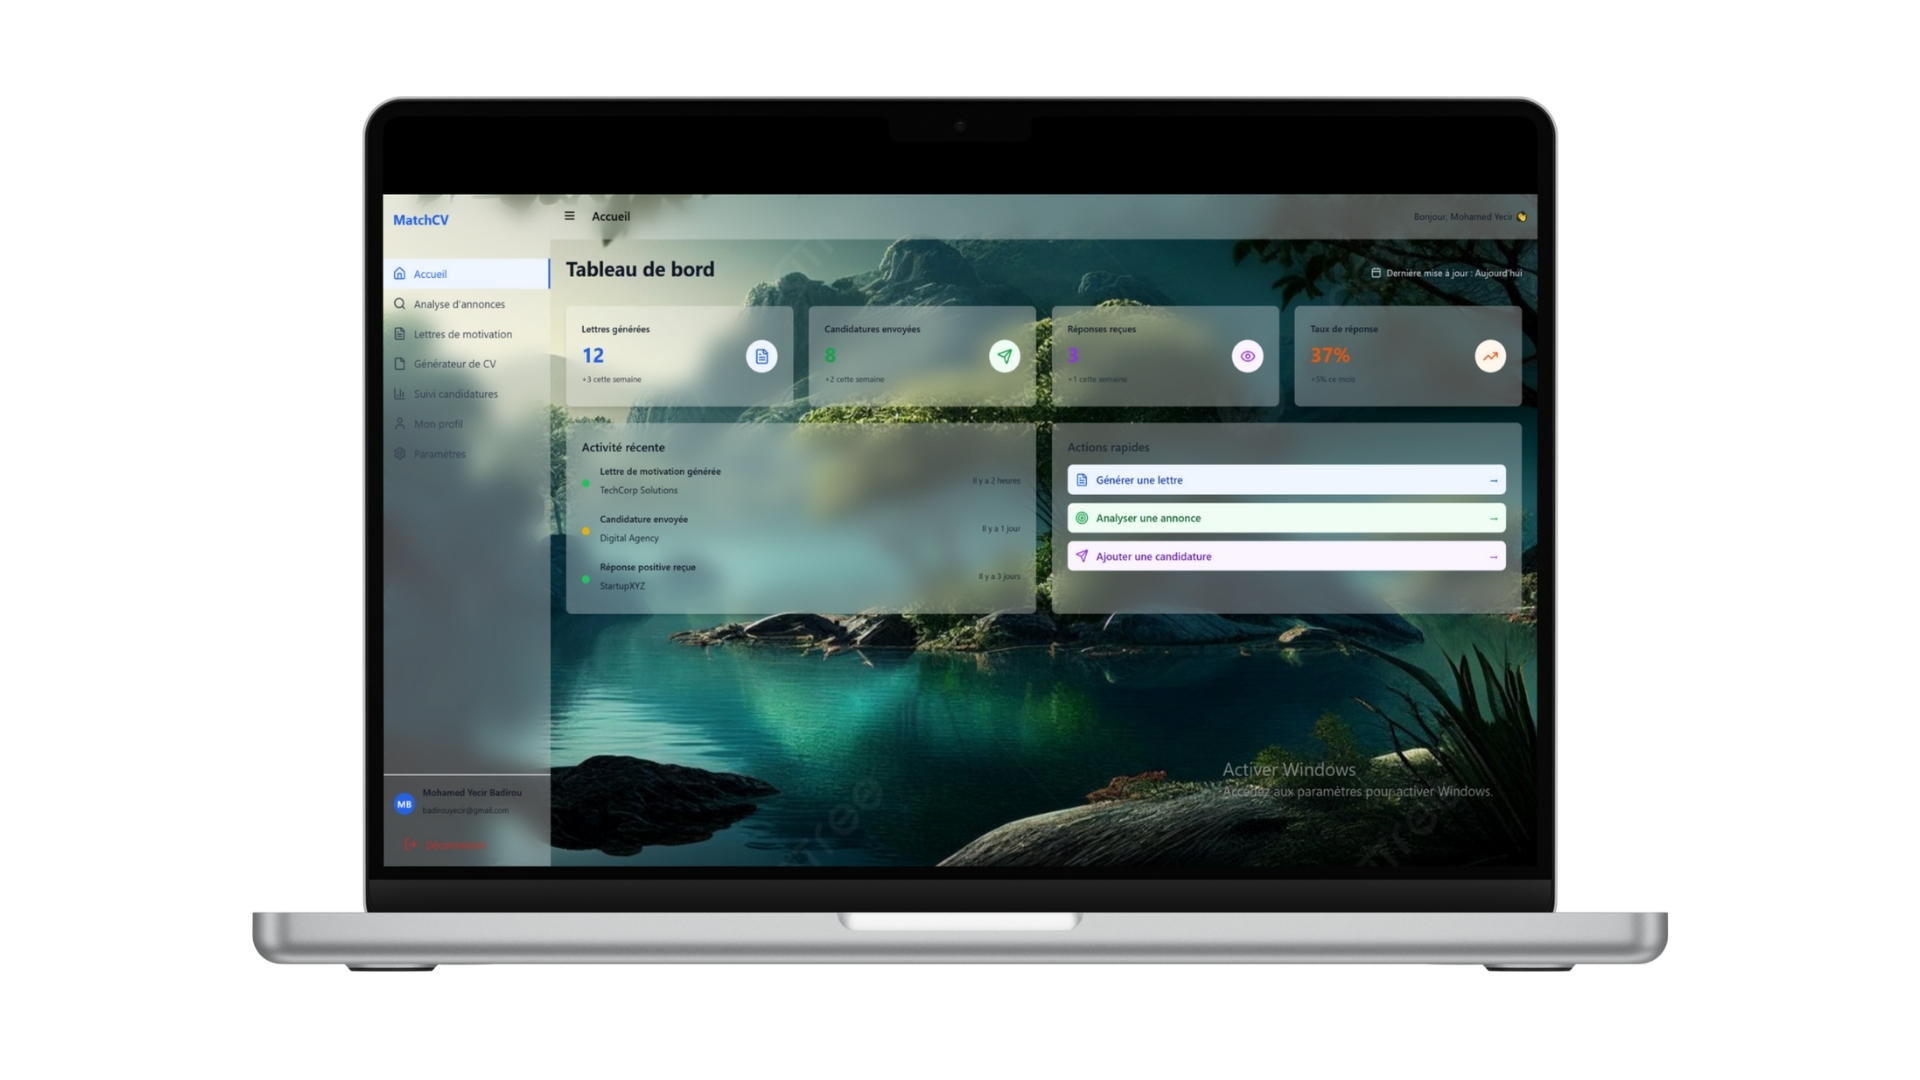 MatchCV
Accueil
Bonjour, Mohamed Yecir
Accueil
Analyse d'annonces
Lettres de motivation
Générateur de CV
Suivi candidatures
Mon profil
Paramètres
Tableau de bord
Dernière mise à jour : Aujourd'hui
Lettres générées
12
+3 cette semaine
Candidatures envoyées
8
+2 cette semaine
Réponses reçues
3
+1 cette semaine
Taux de réponse
37%
+5% ce mois
Activité récente
Lettre de motivation générée
TechCorp Solutions
Il y a 2 heures
Candidature envoyée
Digital Agency
Il y a 1 jour
Réponse positive reçue
StartupXYZ
Il y a 3 jours
Actions rapides
Générer une lettre →
Analyser une annonce →
Ajouter une candidature →
Activer Windows
Accédez aux paramètres pour activer Windows.
MB
Mohamed Yecir Badirou
badirouyecir@gmail.com